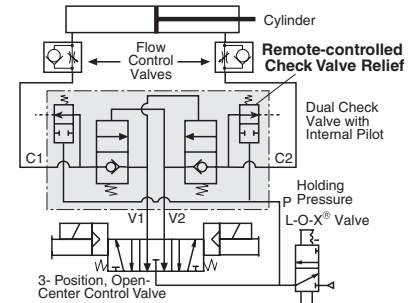 Cylinder
Flow
Control
Valves
Remote-controlled
Check Valve Relief
Dual Check
Valve with
Internal Pilot
C1
C2
Holding
Pressure
P
L-O-X® Valve
V1
V2
3- Position, Open-
Center Control Valve